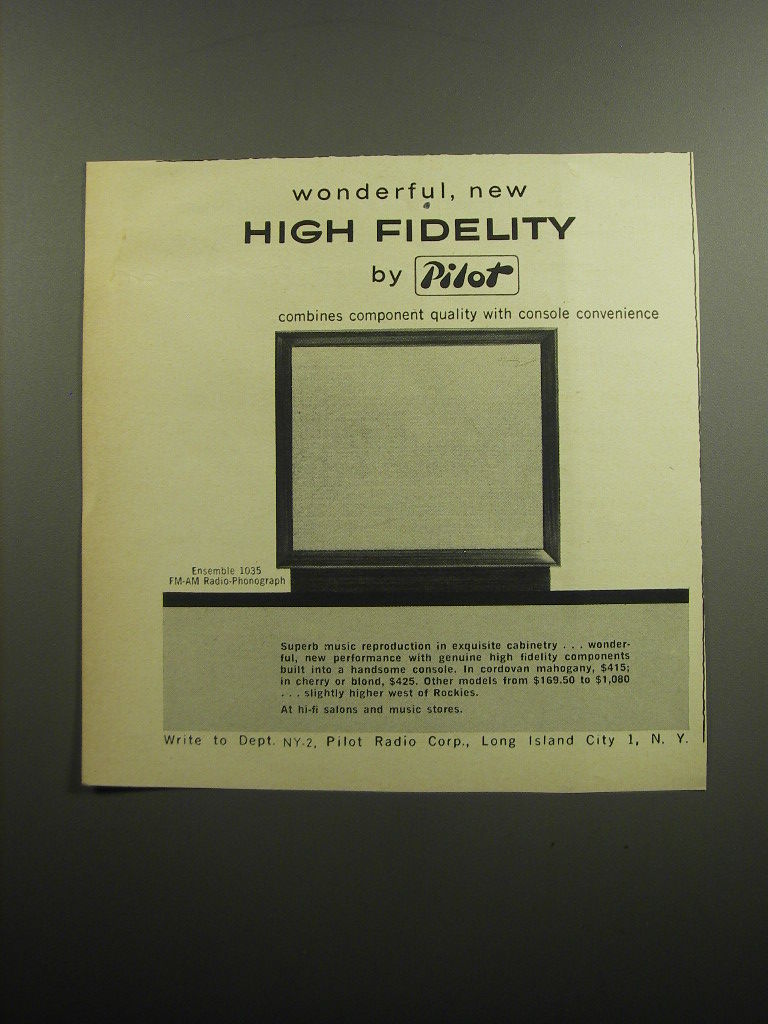 wonderful, new
HIGH FIDELITY
by Pilot
combines component quality with console convenience
Ensemble 1035
FM-AM Radio-Phonograph
Superb music reproduction in exquisite cabinetry . . . wonder-
ful, new performance with genuine high fidelity components
built into a handsome console. In cordovan mahogany, $415;
in cherry or blond, $425. Other models from $169.50 to $1,080
. . . slightly higher west of Rockies.
At hi-fi salons and music stores.
Write to Dept. NY-2, Pilot Radio Corp., Long Island City 1, N. Y.